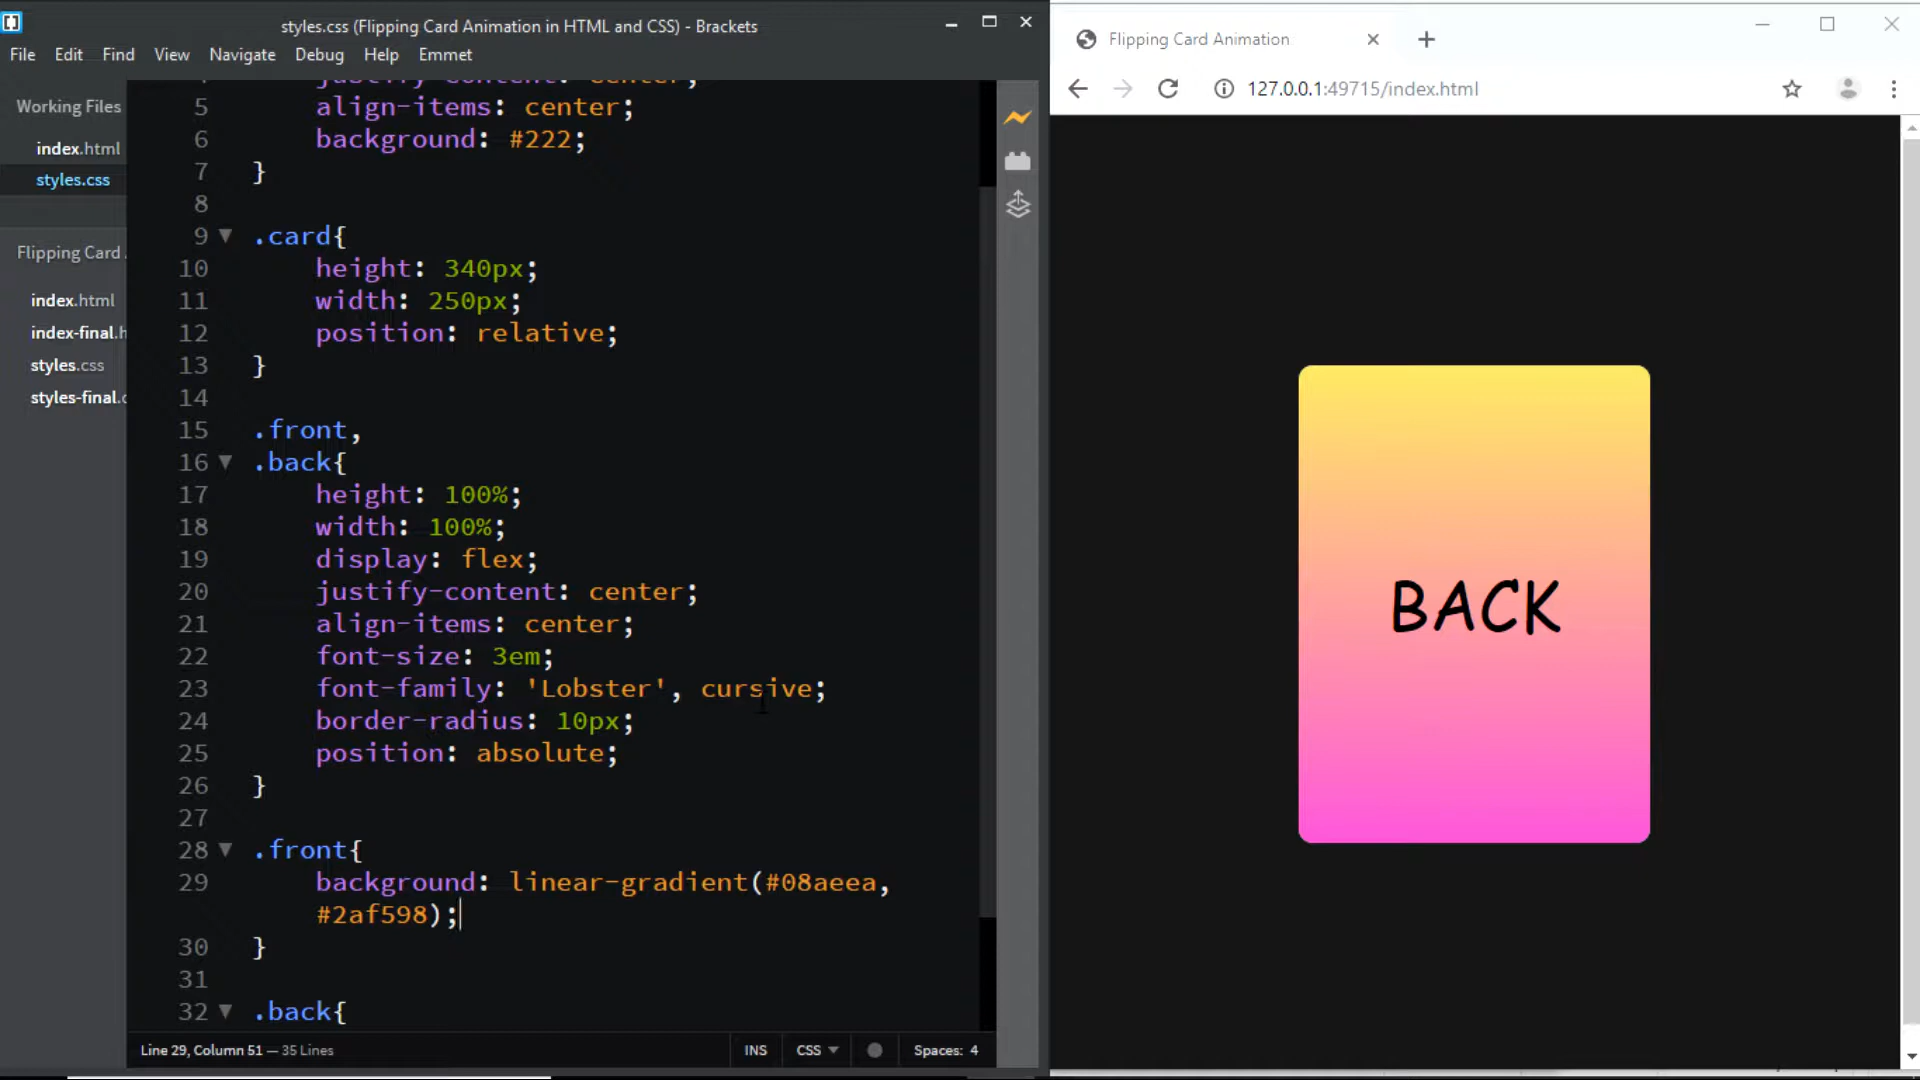 styles.css (Flipping Card Animation in HTML and CSS) - Brackets
File Edit Find View Navigate Debug Help Emmet
Working Files
index.html
styles.css
Flipping Card
index.html
index-final.h
styles.css
styles-final.c
justify-content: center;
5 align-items: center;
6 background: #222;
7 }
8
9 .card{
10 height: 340px;
11 width: 250px;
12 position: relative;
13 }
14
15 .front,
16 .back{
17 height: 100%;
18 width: 100%;
19 display: flex;
20 justify-content: center;
21 align-items: center;
22 font-size: 3em;
23 font-family: 'Lobster', cursive;
24 border-radius: 10px;
25 position: absolute;
26 }
27
28 .front{
29 background: linear-gradient(#08aeea,
#2af598);
30 }
31
32 .back{
Line 29, Column 51 — 35 Lines
INS CSS Spaces: 4
Flipping Card Animation
127.0.0.1:49715/index.html
BACK